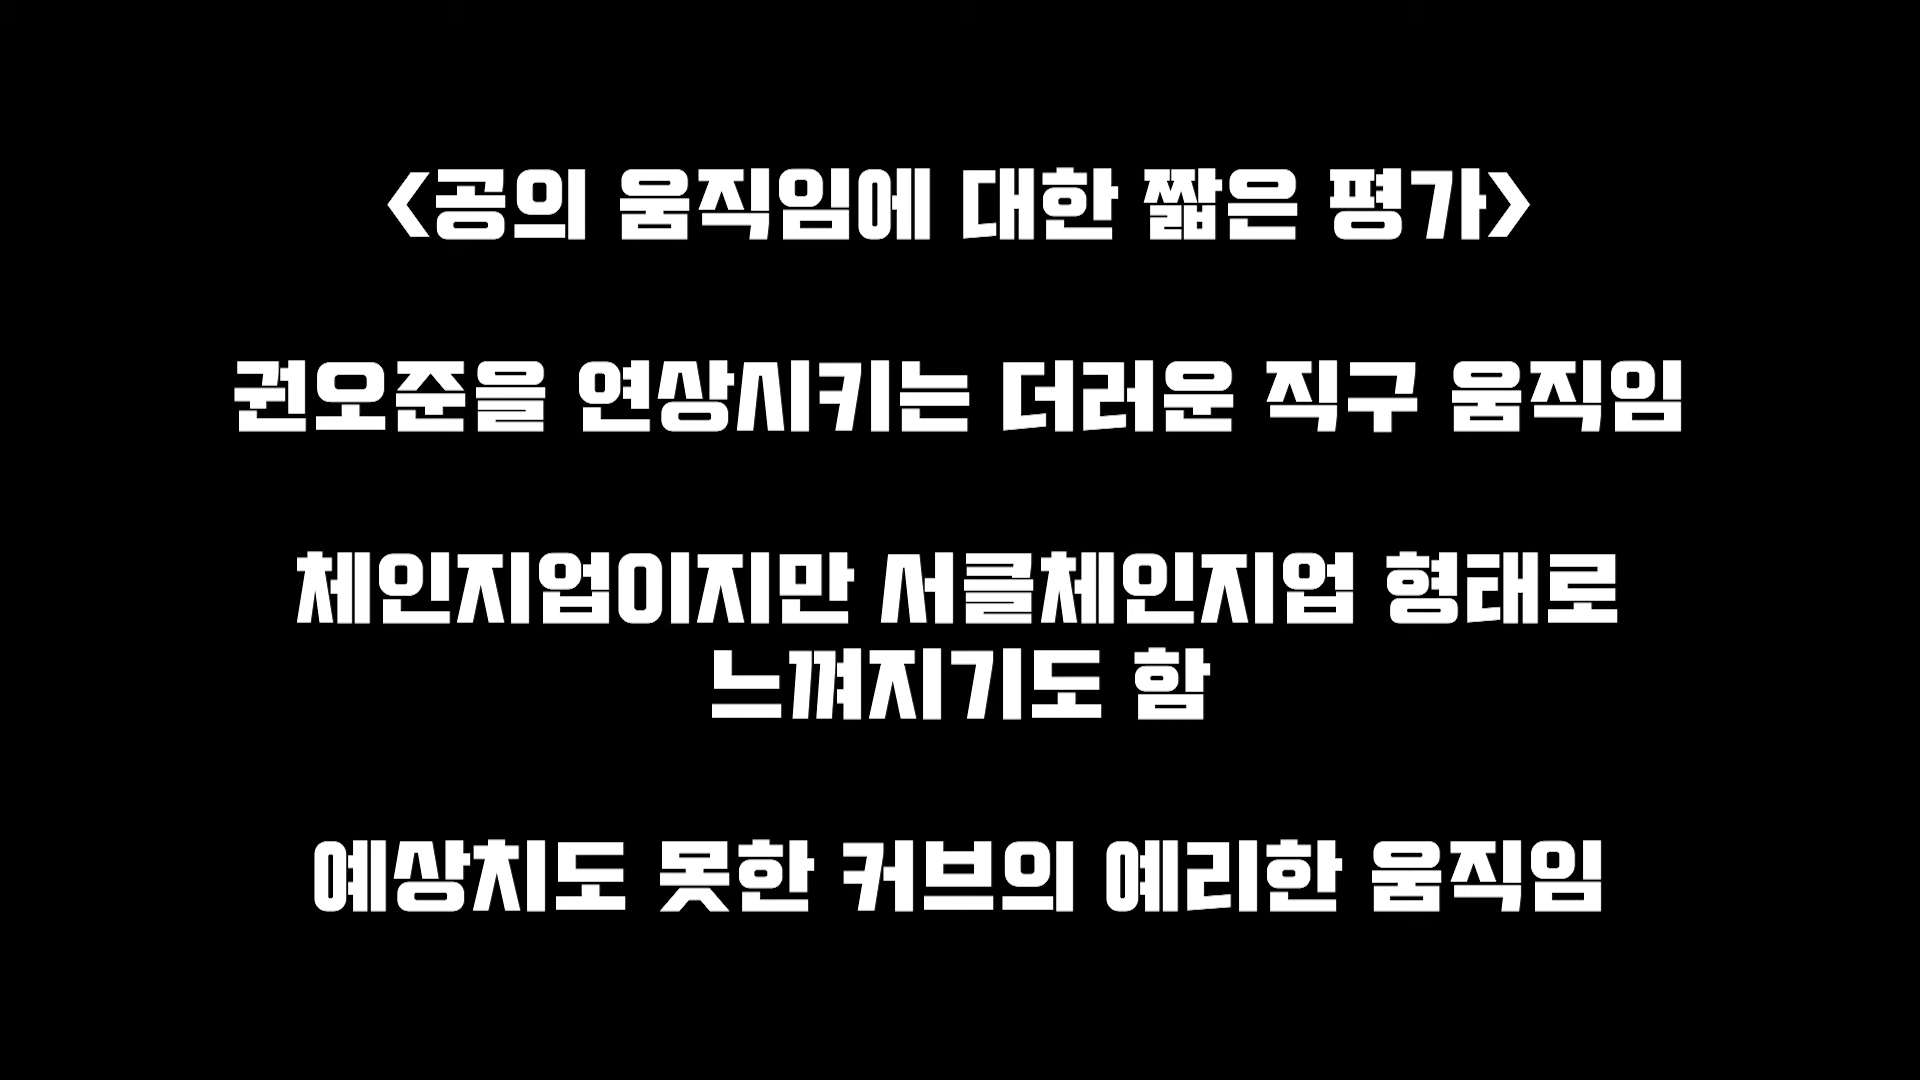 <공의 움직임에 대한 짧은 평가>
권오준을 연상시키는 더러운 직구 움직임
체인지업이지만 서클체인지업 형태로
느껴지기도 함
예상치도 못한 커브의 예리한 움직임